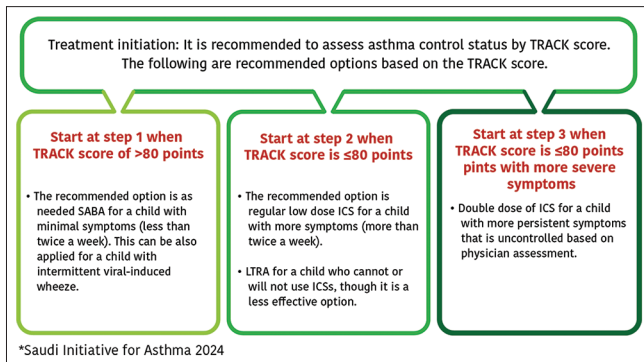 Treatment initiation: It is recommended to assess asthma control status by TRACK score.
The following are recommended options based on the TRACK score.
Start at step 1 when
TRACK score of >80 points
• The recommended option is as
needed SABA for a child with
minimal symptoms (less than
twice a week). This can be also
applied for a child with
intermittent viral-induced
wheeze.
Start at step 2 when
TRACK score is ≤80 points
• The recommended option is
regular low dose ICS for a child
with more symptoms (more than
twice a week).
• LTRA for a child who cannot or
will not use ICSs, though it is a
less effective option.
Start at step 3 when
TRACK score is ≤80 points
pints with more severe
symptoms
• Double dose of ICS for a child
with more persistent symptoms
that is uncontrolled based on
physician assessment.
*Saudi Initiative for Asthma 2024